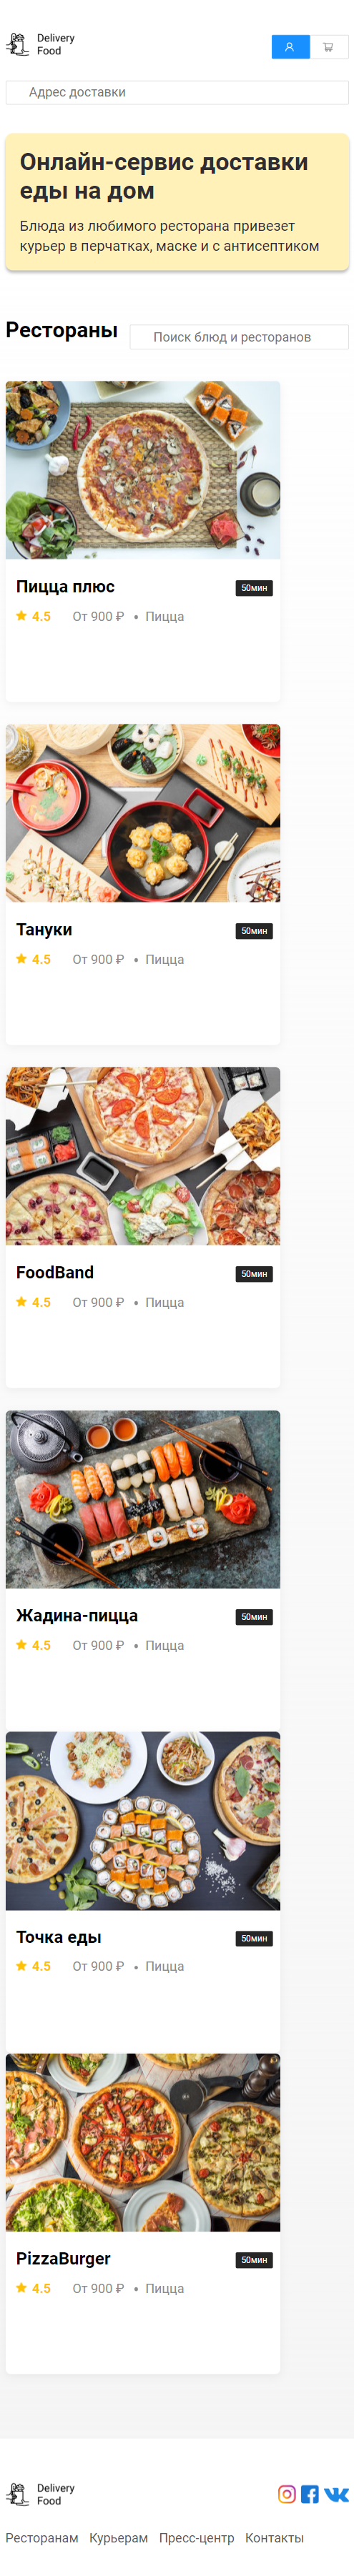 Delivery
Food
Адрес доставки
Онлайн-сервис доставки
еды на дом
Блюда из любимого ресторана привезет
курьер в перчатках, маске и с антисептиком
Рестораны
Поиск блюд и ресторанов
Пицца плюс
50мин
4.5 От 900 ₽ • Пицца
Тануки
50мин
4.5 От 900 ₽ • Пицца
FoodBand
50мин
4.5 От 900 ₽ • Пицца
Жадина-пицца
50мин
4.5 От 900 ₽ • Пицца
Точка еды
50мин
4.5 От 900 ₽ • Пицца
PizzaBurger
50мин
4.5 От 900 ₽ • Пицца
Delivery
Food
Ресторанам Курьерам Пресс-центр Контакты